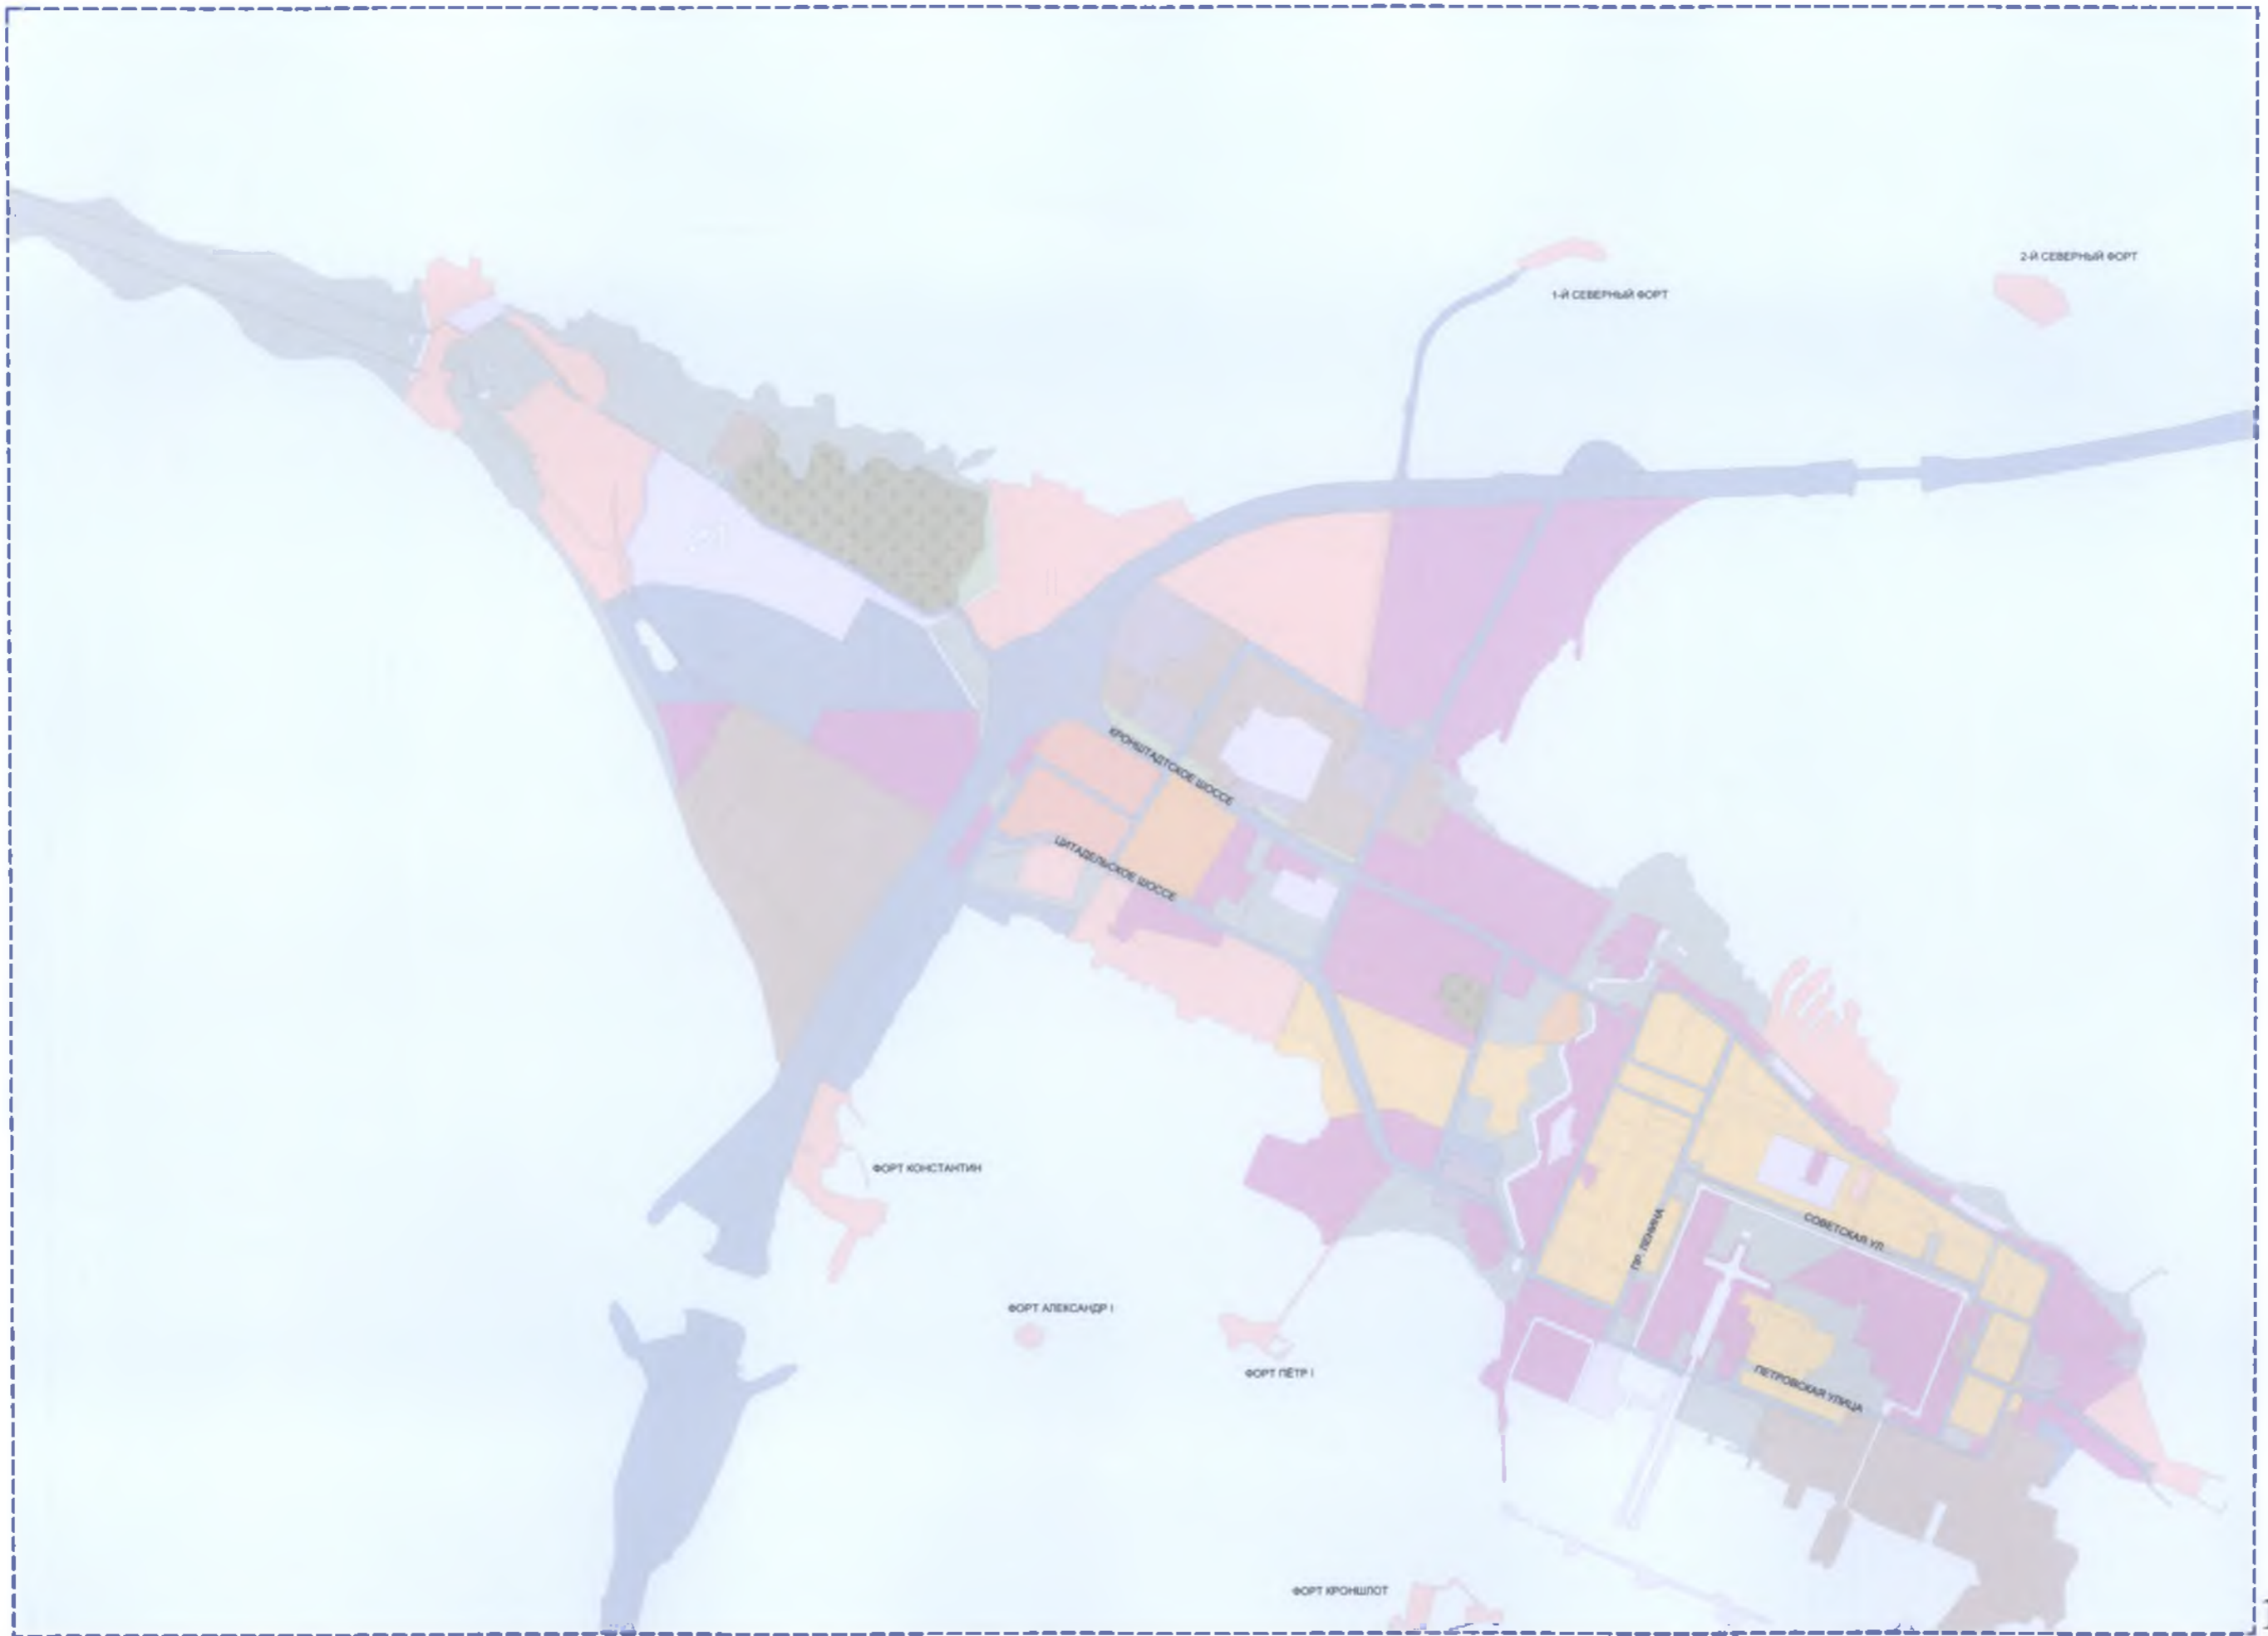 2-Й СЕВЕРНЫЙ ФОРТ
1-Й СЕВЕРНЫЙ ФОРТ
КРОНШТАДТСКОЕ ШОССЕ
ЦИТАДЕЛЬСКОЕ ШОССЕ
ФОРТ КОНСТАНТИН
ПР. ЛЕНИНА
СОВЕТСКАЯ УЛ.
ФОРТ АЛЕКСАНДР I
ФОРТ ПЁТР I
ПЕТРОВСКАЯ УЛИЦА
ФОРТ КРОНШЛОТ